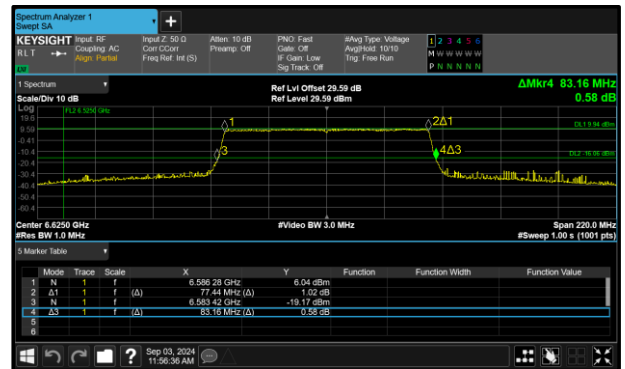 Spectrum Analyzer 1
Swept SA
KEYSIGHT Input: RF Input Z: 50 Ω Atten: 10 dB PNO: Fast #Avg Type: Voltage 1 2 3 4 5 6
RLT Coupling: AC Corr CCorr Preamp: Off Gate: Off Avg|Hold: 10/10 M W W W W W
Align: Partial Freq Ref: Int (S) IF Gain: Low Trig: Free Run
Sig Track: Off P N N N N N
LXI
1 Spectrum Ref Lvl Offset 29.59 dB ΔMkr4 83.16 MHz
Scale/Div 10 dB Ref Level 29.59 dBm 0.58 dB
Log FL2 6.5250 GHz
19.6
9.59 1 2Δ1 DL1 9.94 dBm
-0.41
-10.4 3 4Δ3 DL2 -16.06 dBm
-20.4
-30.4
-40.4
-50.4
-60.4
Center 6.6250 GHz #Video BW 3.0 MHz Span 220.0 MHz
#Res BW 1.0 MHz #Sweep 1.00 s (1001 pts)
5 Marker Table
Mode Trace Scale X Y Function Function Width Function Value
1 N 1 f 6.586 28 GHz 6.04 dBm
2 Δ1 1 f (Δ) 77.44 MHz (Δ) 1.02 dB
3 N 1 f 6.583 42 GHz -19.17 dBm
4 Δ3 1 f (Δ) 83.16 MHz (Δ) 0.58 dB
5
6
? Sep 03, 2024
11:56:36 AM